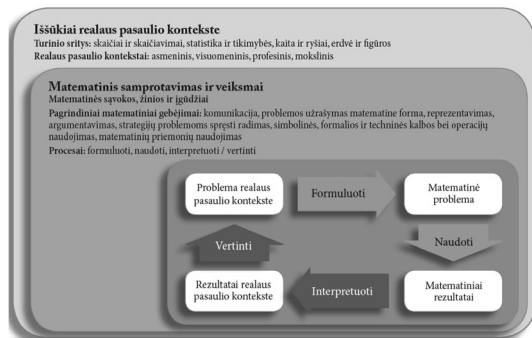 Iššūkiai realaus pasaulio kontekste
Turinio sritys: skaičiai ir skaičiavimai, statistika ir tikimybės, kaita ir ryšiai, erdvė ir figūros
Realaus pasaulio kontekstai: asmeninis, visuomeninis, profesinis, mokslinis
Matematinis samprotavimas ir veiksmai
Matematinės sąvokos, žinios ir įgūdžiai
Pagrindiniai matematiniai gebėjimai: komunikacija, problemos užrašymas matematine forma, reprezentavimas,
argumentavimas, strategijų problemoms spręsti radimas, simbolinės, formalios ir techninės kalbos bei operacijų
naudojimas, matematinių priemonių naudojimas
Procesai: formuluoti, naudoti, interpretuoti / vertinti
Problema realaus
pasaulio kontekste
Formuluoti
Matematinė
problema
Vertinti
Naudoti
Rezultatai realaus
pasaulio kontekste
Interpretuoti
Matematiniai
rezultatai